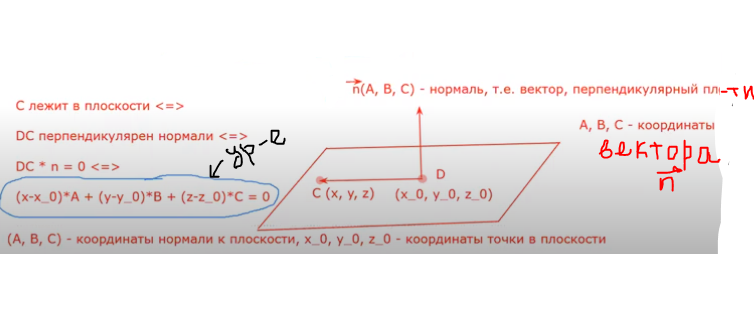 n(A, B, C) - нормаль, т.е. вектор, перпендикулярный пл-ти
C лежит в плоскости <=>
A, B, C - координаты
вектора
n
DC перпендикулярен нормали <=>
ур-е
DC * n = 0 <=>
(x-x_0)*A + (y-y_0)*B + (z-z_0)*C = 0
D
C (x, y, z) (x_0, y_0, z_0)
(A, B, C) - координаты нормали к плоскости, x_0, y_0, z_0 - координаты точки в плоскости